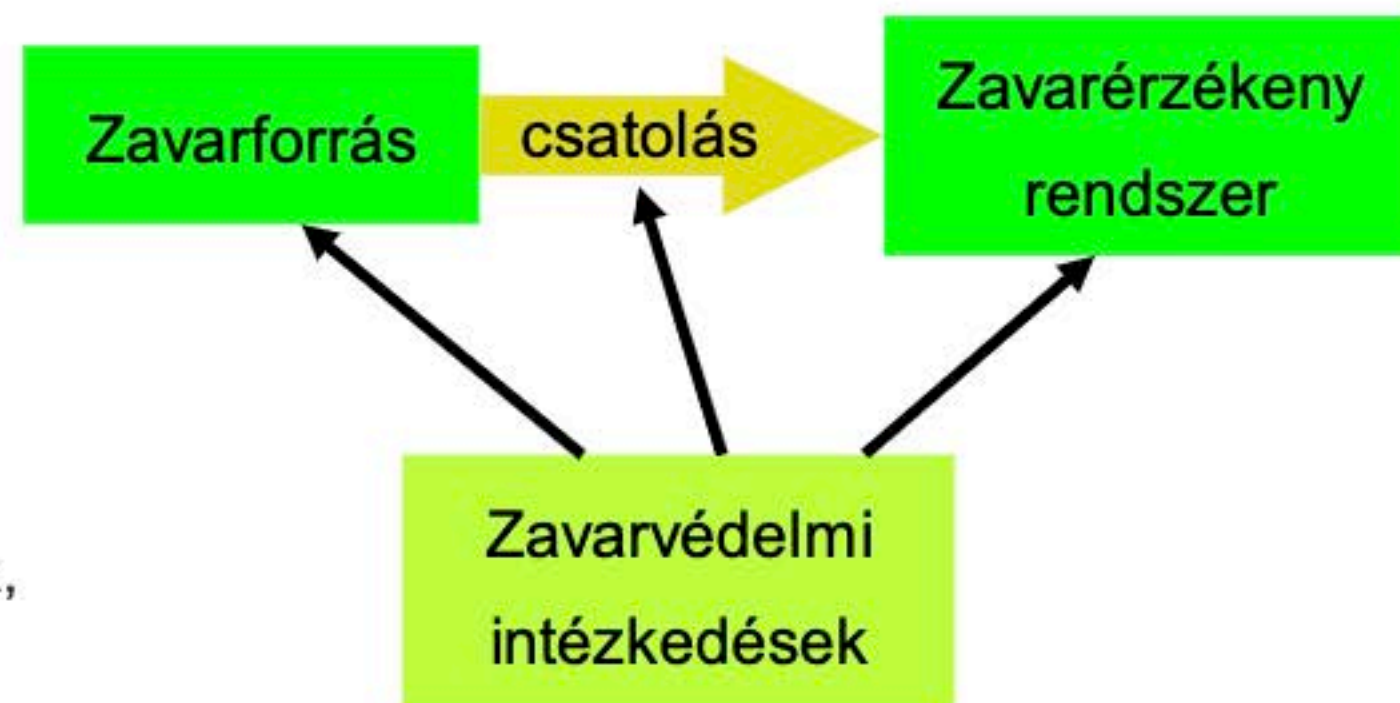 Zavarforrás
csatolás
Zavarérzékeny
rendszer
Zavarvédelmi
intézkedések